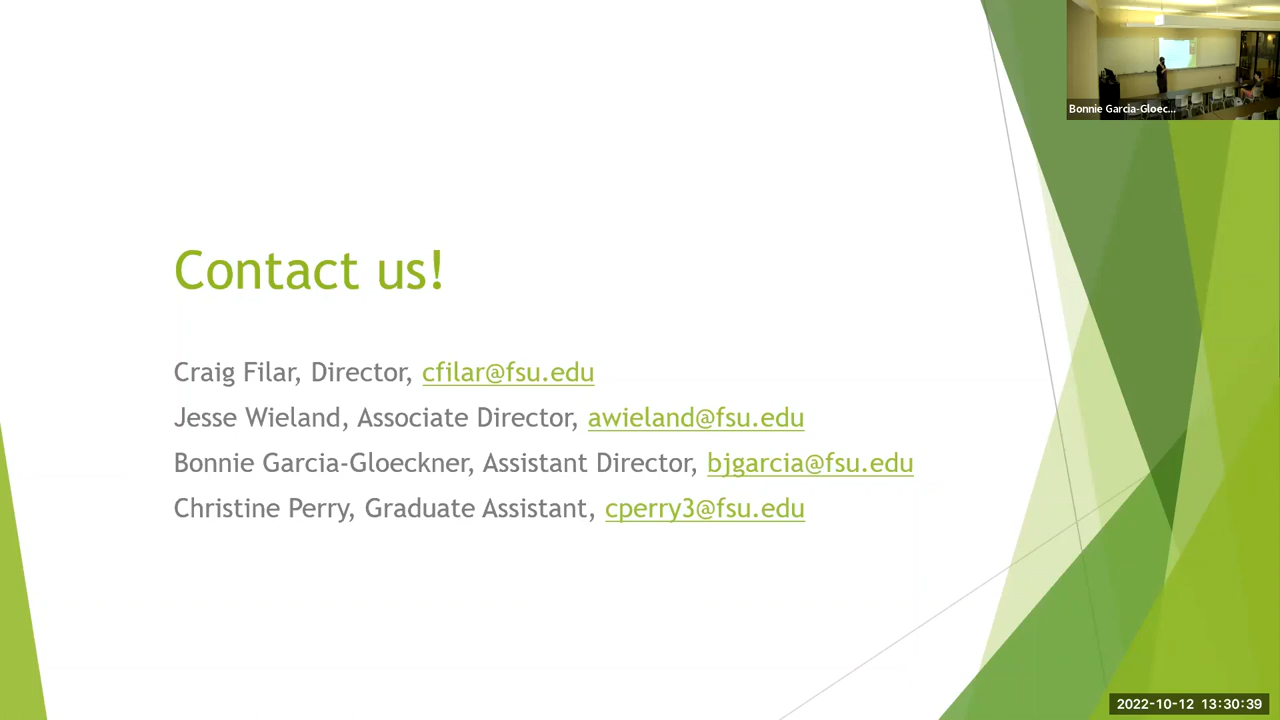 Bonnie Garcia-Gloec...
Contact us!
Craig Filar, Director, cfilar@fsu.edu
Jesse Wieland, Associate Director, awieland@fsu.edu
Bonnie Garcia-Gloeckner, Assistant Director, bjgarcia@fsu.edu
Christine Perry, Graduate Assistant, cperry3@fsu.edu
2022-10-12 13:30:39